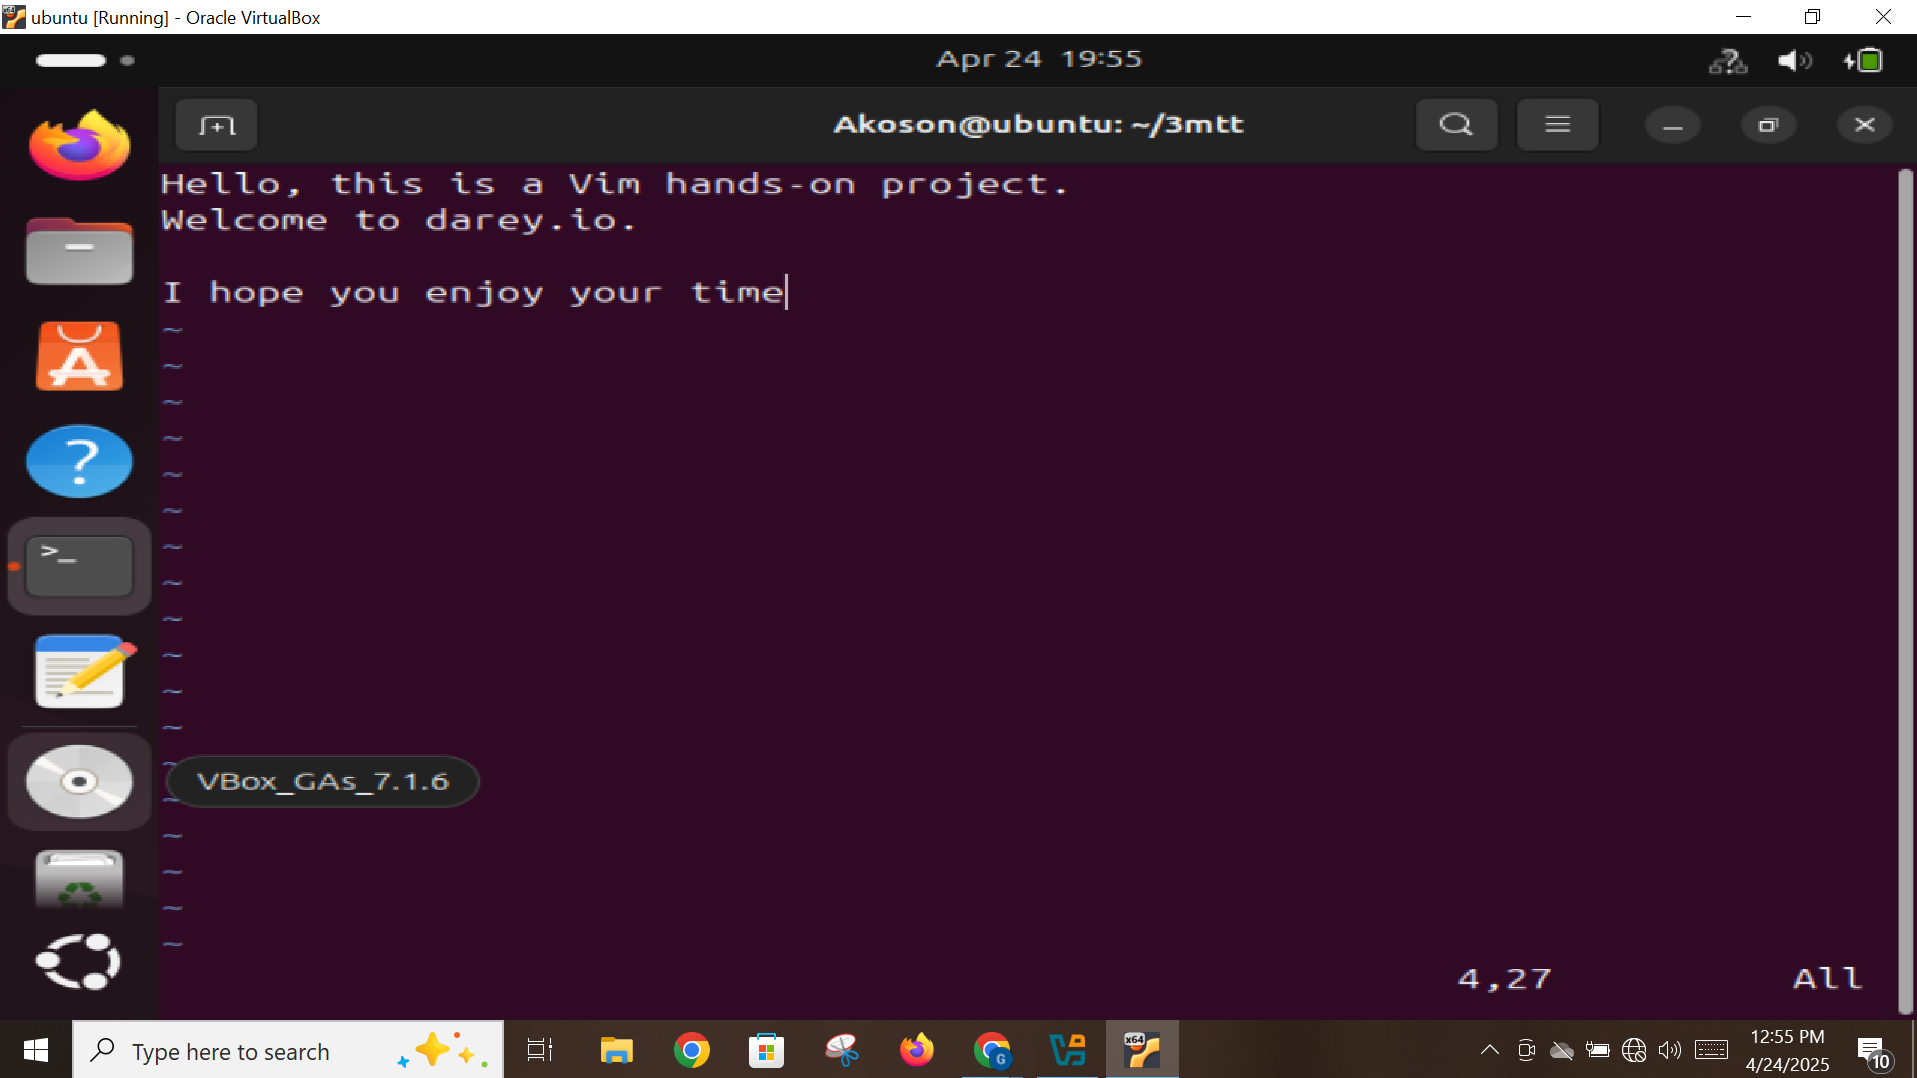 ubuntu [Running] - Oracle VirtualBox
Apr 24 19:55
Akoson@ubuntu: ~/3mtt
Hello, this is a Vim hands-on project.
Welcome to darey.io.
I hope you enjoy your time
~
~
~
~
~
~
~
~
~
~
~
~
~
VBox_GAs_7.1.6
~
~
~
~
~
4,27 All
Type here to search
x64
G
12:55 PM
4/24/2025
10